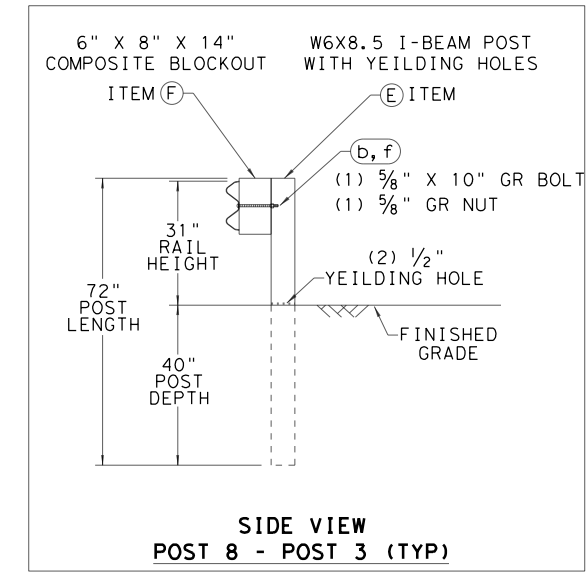 6" X 8" X 14"
COMPOSITE BLOCKOUT
ITEM F
W6X8.5 I-BEAM POST
WITH YEILDING HOLES
E ITEM
b, f
(1) 5/8" X 10" GR BOLT
(1) 5/8" GR NUT
31"
RAIL
HEIGHT
(2) 1/2"
YEILDING HOLE
72"
POST
LENGTH
FINISHED
GRADE
40"
POST
DEPTH
SIDE VIEW
POST 8 - POST 3 (TYP)